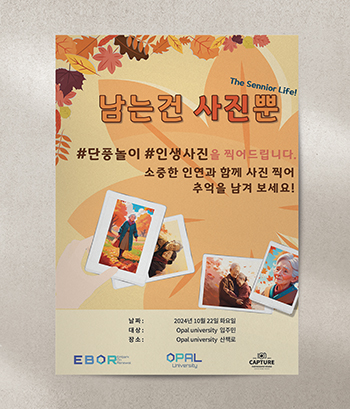 The Sennior Life!
남는건 사진뿐
#단풍놀이 #인생사진을 찍어드립니다.
소중한 인연과 함께 사진 찍어
추억을 남겨 보세요!
날짜 : 2024년 10월 22일 화요일
대상 : Opal university 입주민
장소 : Opal university 산책로
EBOR
OPAL
University
CAPTURE